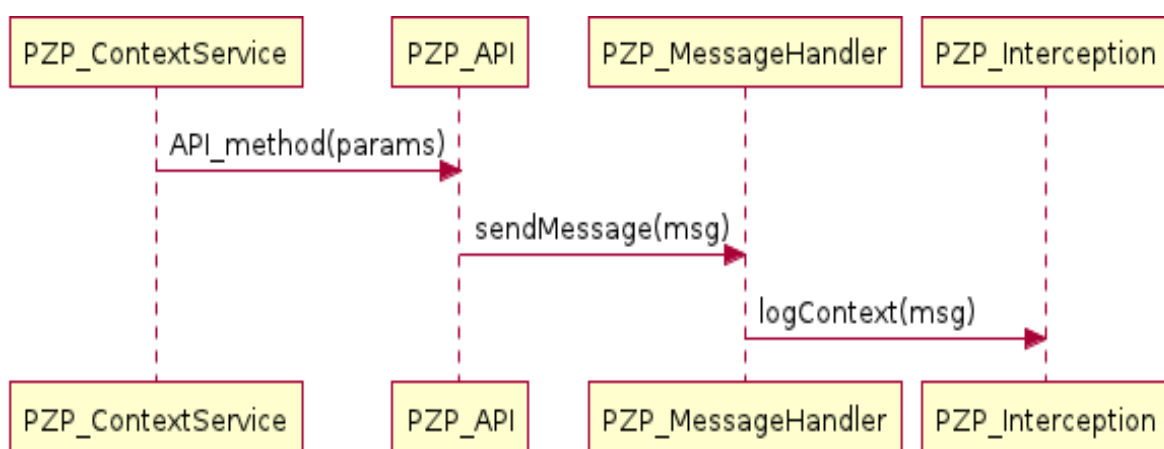 PZP_ContextService PZP_API PZP_MessageHandler PZP_Interception
API_method(params)
sendMessage(msg)
logContext(msg)
PZP_ContextService PZP_API PZP_MessageHandler PZP_Interception